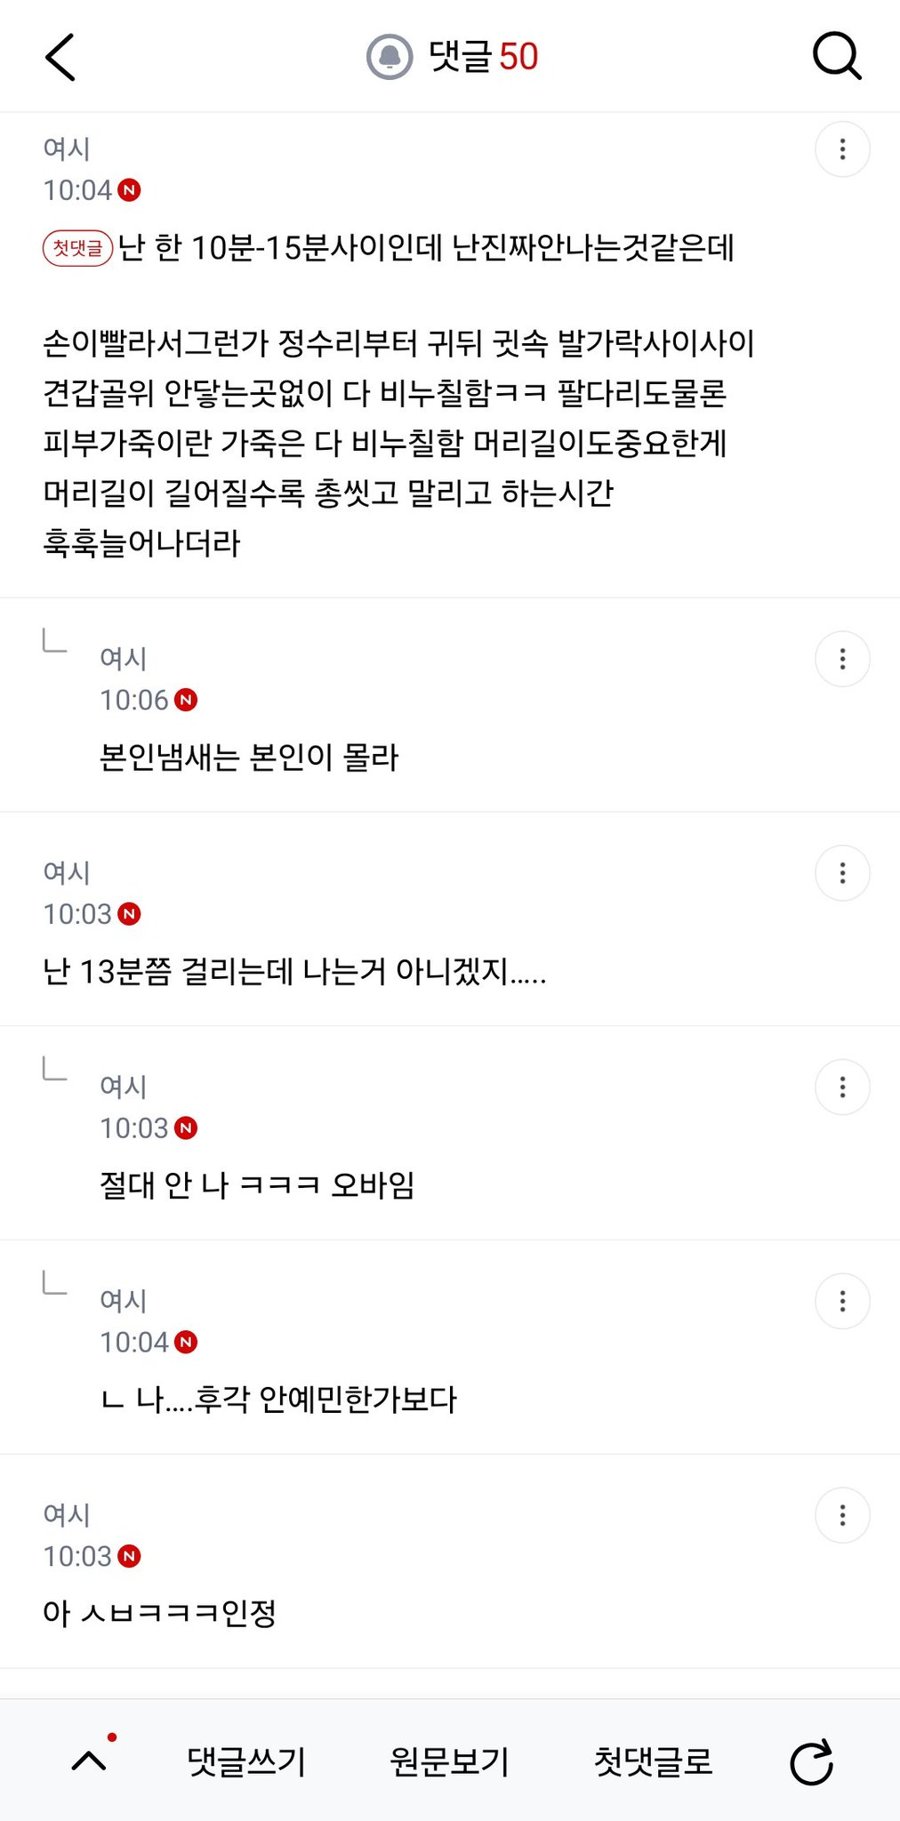 댓글 50
여시
10:04 N
첫댓글 난 한 10분-15분사이인데 난진짜안나는것같은데
손이빨라서그런가 정수리부터 귀뒤 귓속 발가락사이사이
견갑골위 안닿는곳없이 다 비누칠함ㅋㅋ 팔다리도물론
피부가죽이란 가죽은 다 비누칠함 머리길이도중요한게
머리길이 길어질수록 총씻고 말리고 하는시간
훅훅늘어나더라
여시
10:06 N
본인냄새는 본인이 몰라
여시
10:03 N
난 13분쯤 걸리는데 나는거 아니겠지.....
여시
10:03 N
절대 안 나 ㅋㅋㅋ 오바임
여시
10:04 N
ㄴ 나....후각 안예민한가보다
여시
10:03 N
아 ㅅㅂㅋㅋㅋ인정
댓글쓰기 원문보기 첫댓글로